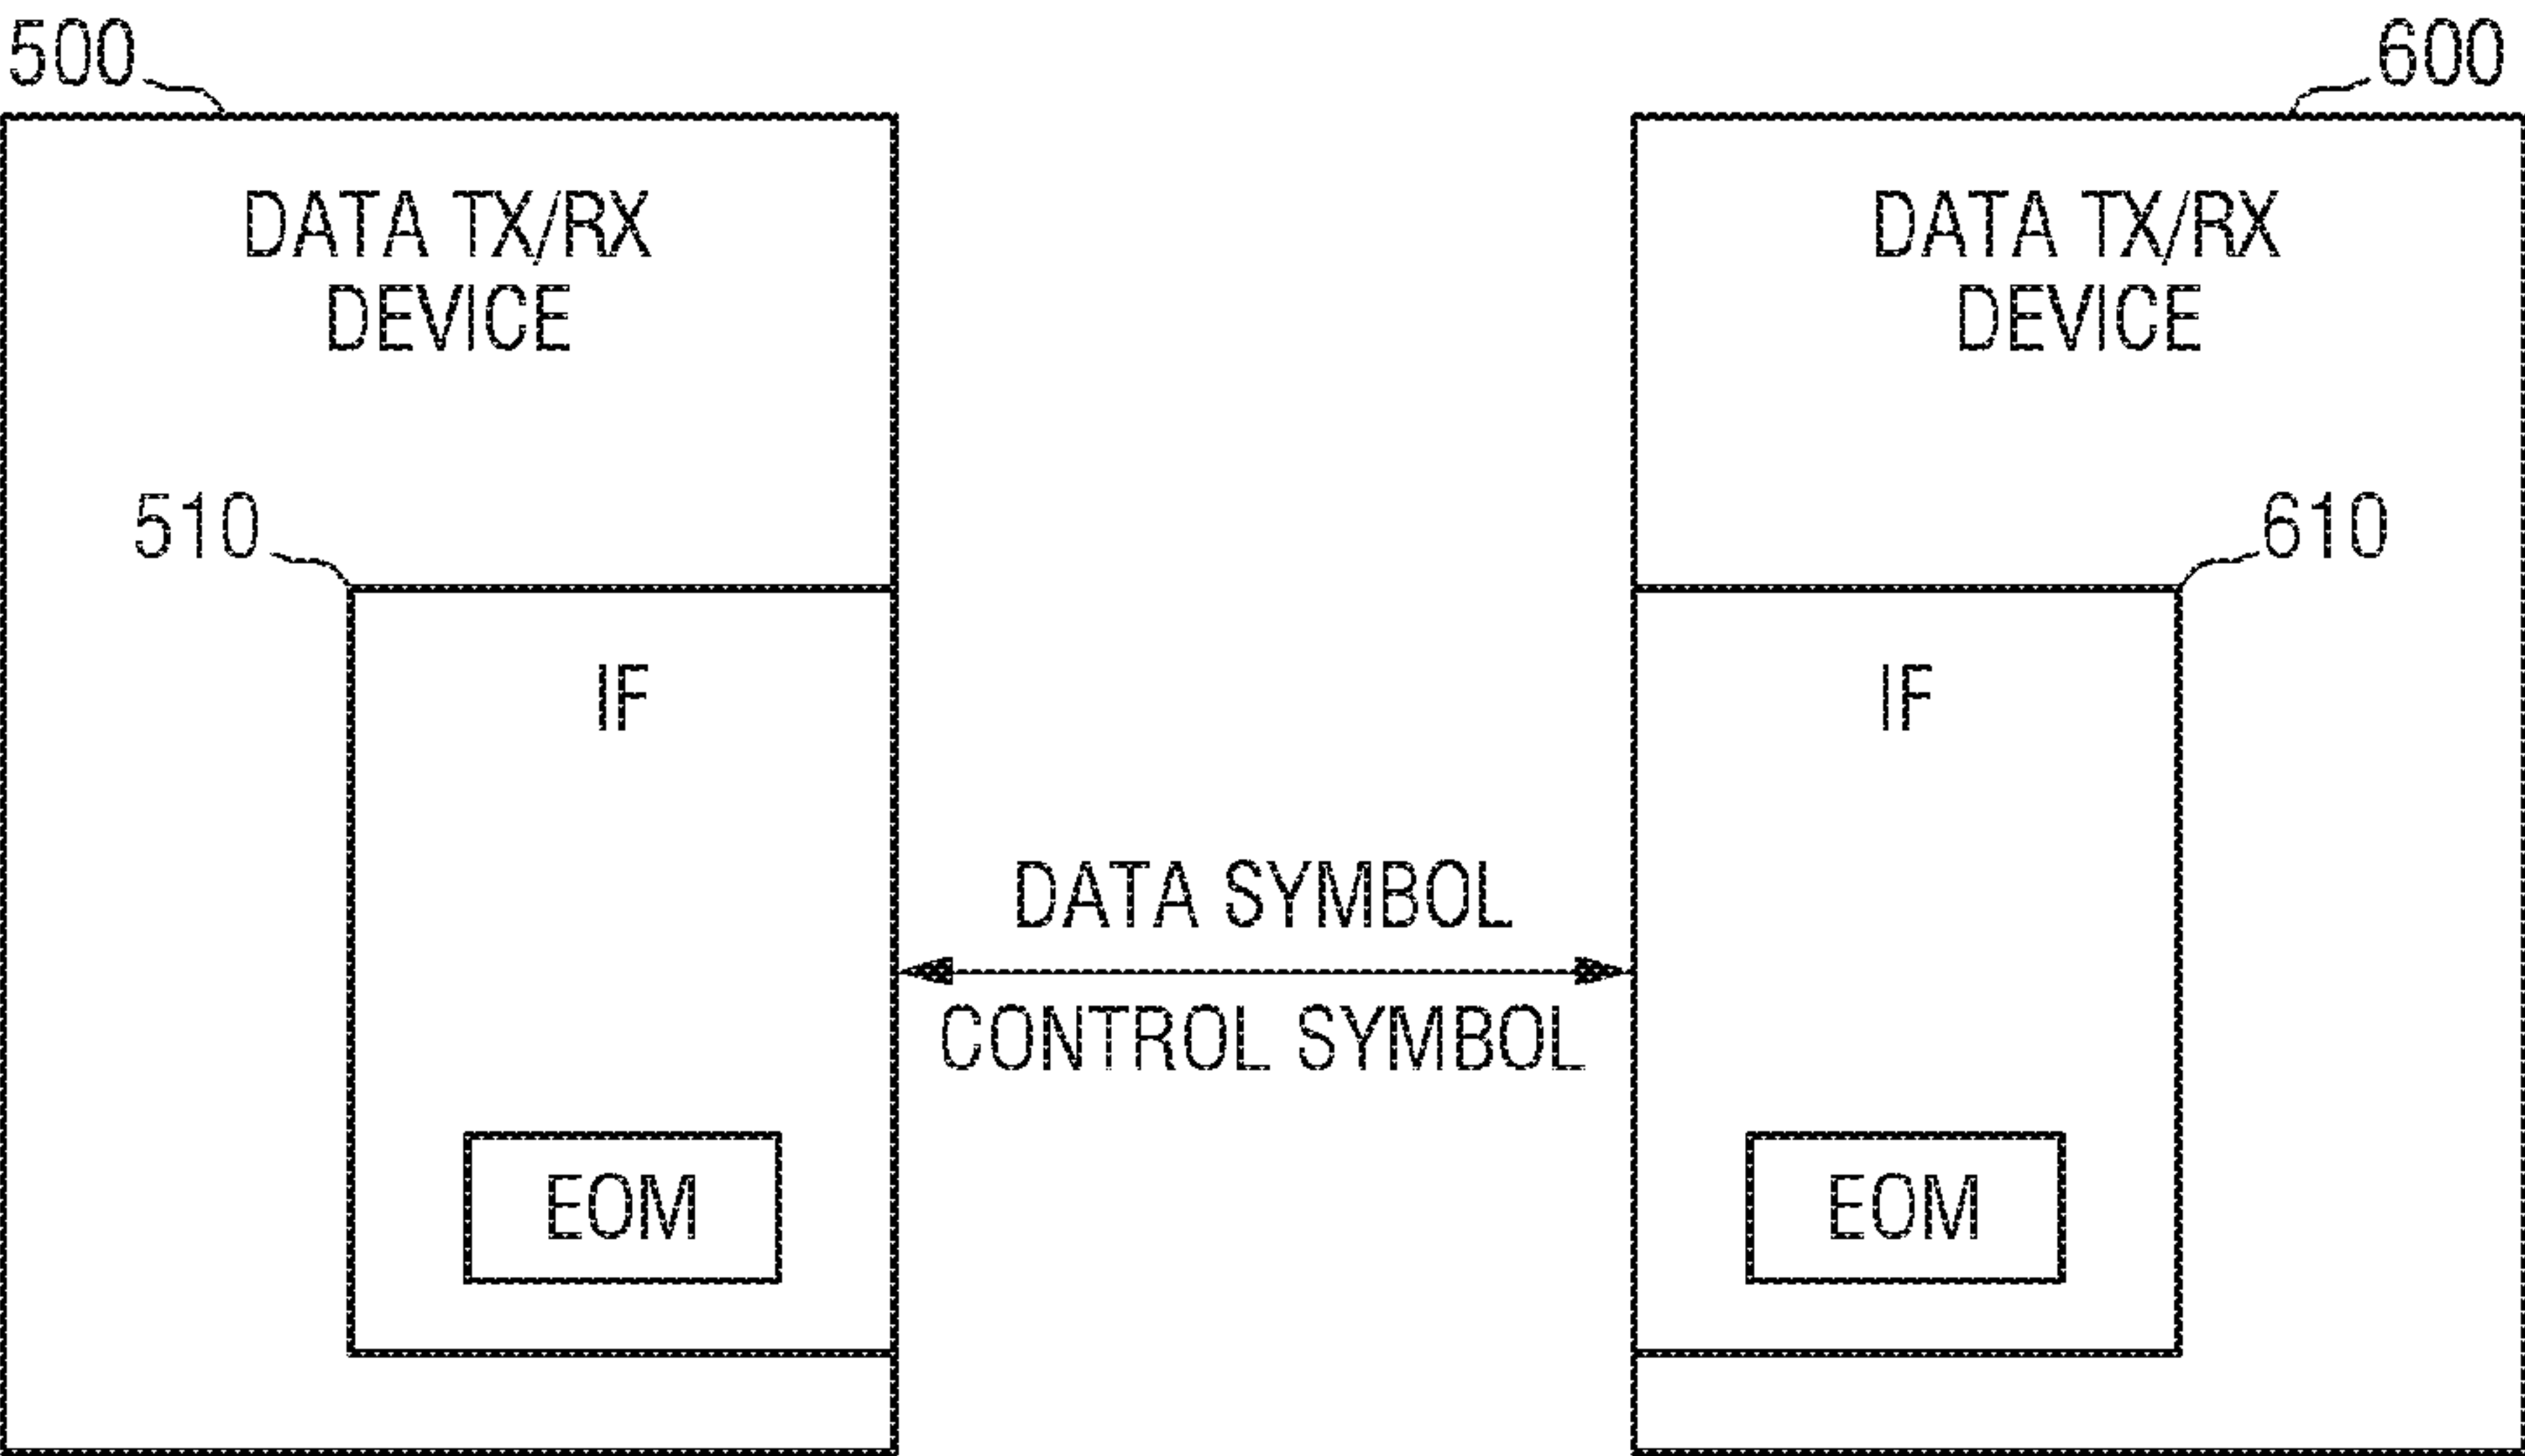 500
600
DATA TX/RX
DEVICE
DATA TX/RX
DEVICE
510
610
IF
IF
DATA SYMBOL
CONTROL SYMBOL
EOM
EOM